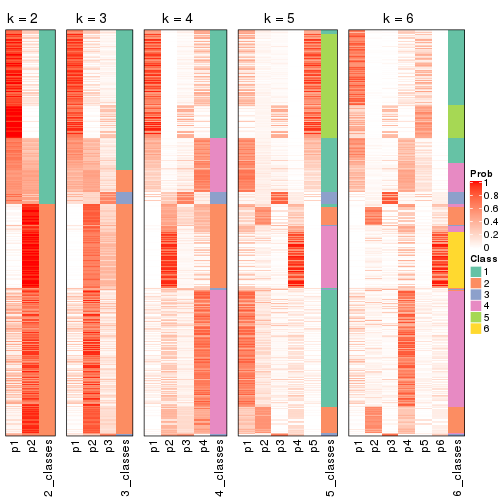 k = 2
k = 3
k = 4
k = 5
k = 6
Prob
1
0.8
0.6
0.4
0.2
0
Class
1
2
3
4
5
6
p1
p2
2_classes
p1
p2
p3
3_classes
p1
p2
p3
p4
4_classes
p1
p2
p3
p4
p5
5_classes
p1
p2
p3
p4
p5
p6
6_classes